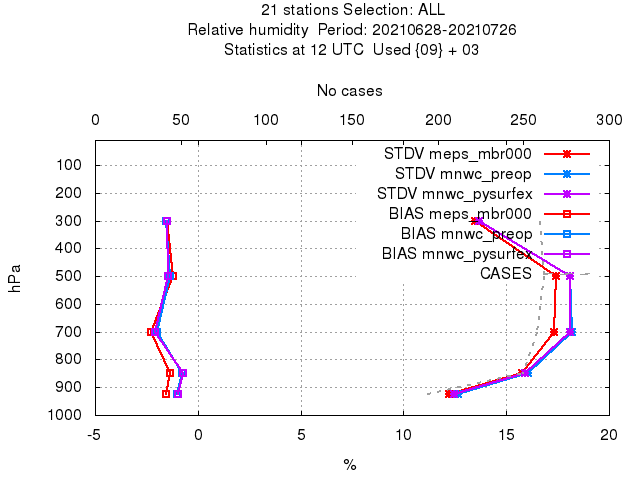 21 stations Selection: ALL
Relative humidity  Period: 20210628-20210726
Statistics at 12 UTC  Used {09} + 03
No cases
0 50 100 150 200 250 300
STDV meps_mbr000
STDV mnwc_preop
STDV mnwc_pysurfex
BIAS meps_mbr000
BIAS mnwc_preop
BIAS mnwc_pysurfex
CASES
hPa
100
200
300
400
500
600
700
800
900
1000
-5 0 5 10 15 20
%